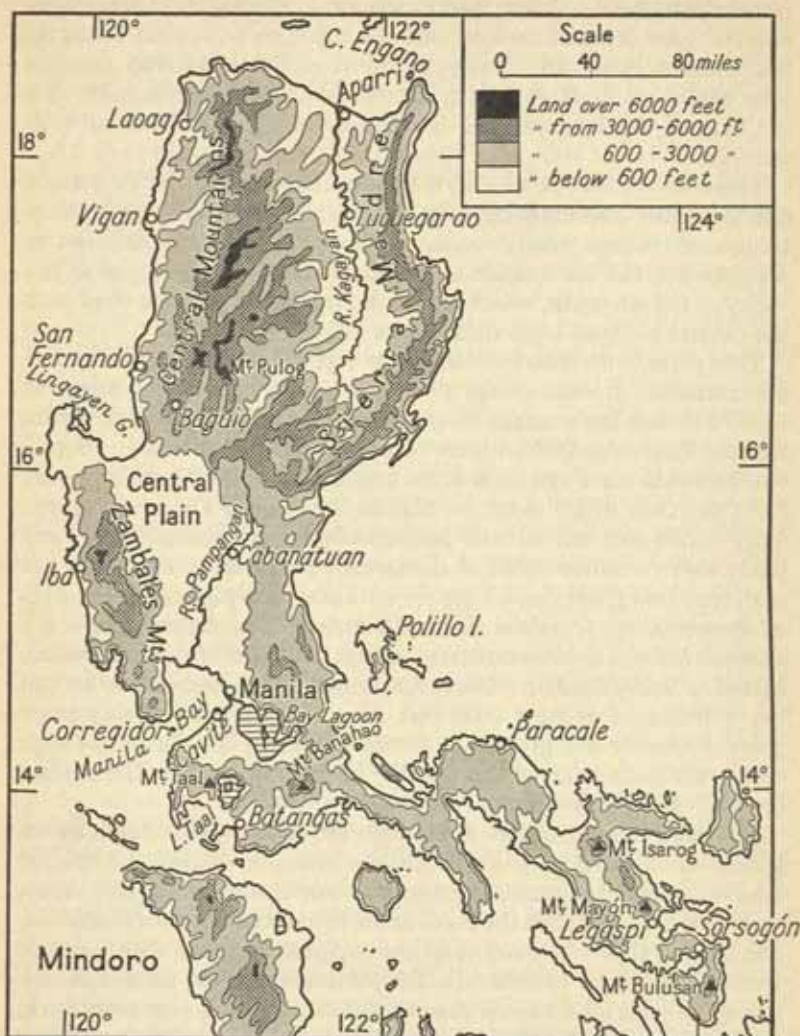 120°
122°
C. Engano
Aparri
Scale
0 40 80 miles
Land over 6000 feet
" from 3000-6000 ft
" 600 - 3000 "
" below 600 feet
Laoag
18°
Central Mountains
Sierra Madre
124°
Vigan
Tuguegarao
R. Kagayan
San
Fernando
Lingayen G.
Mt. Pulog
Baguio
16°
16°
Central
Plain
Zambales Mts
Iba
R. Pampangan
Cabanatuan
Polillo I.
Manila
Corregidor
Manila Bay
Cavite
Bay Lagoon
Mt. Banahao
Paracale
14°
14°
Mt. Taal
L. Taal
Batangas
Mt. Isarog
Mt. Mayon
Legaspi
Sorsogón
Mt. Bulusan
Mindoro
120°
122°